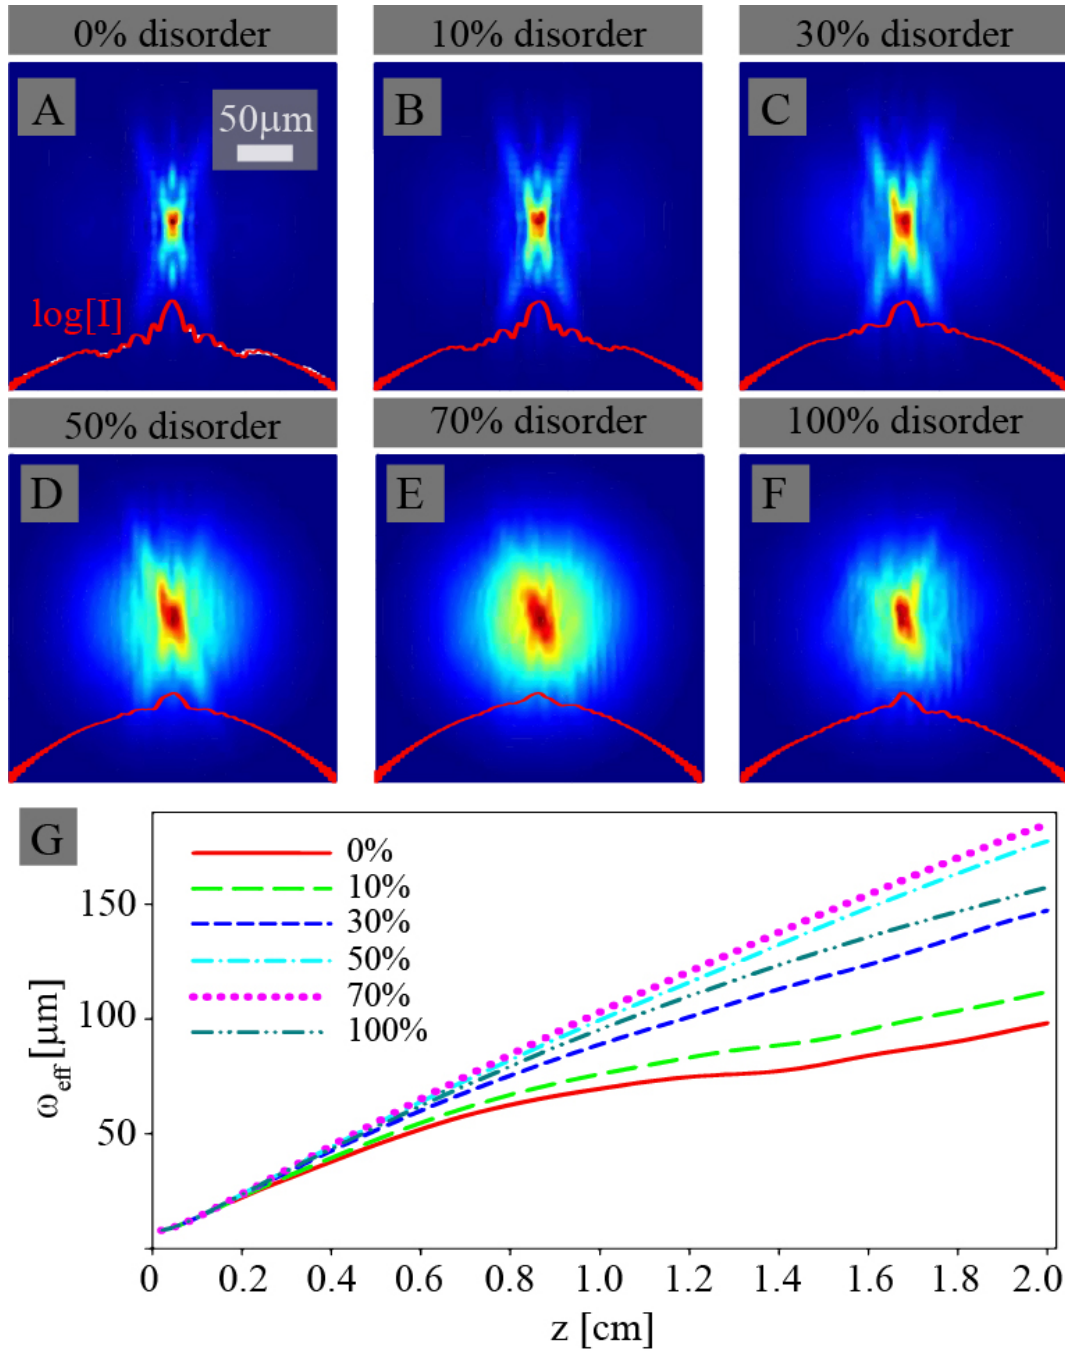 0% disorder
10% disorder
30% disorder
A
50μm
B
C
log[I]
50% disorder
70% disorder
100% disorder
D
E
F
G
0%
10%
30%
50%
70%
100%
150
100
50
ω_eff [μm]
0 0.2 0.4 0.6 0.8 1.0 1.2 1.4 1.6 1.8 2.0
z [cm]